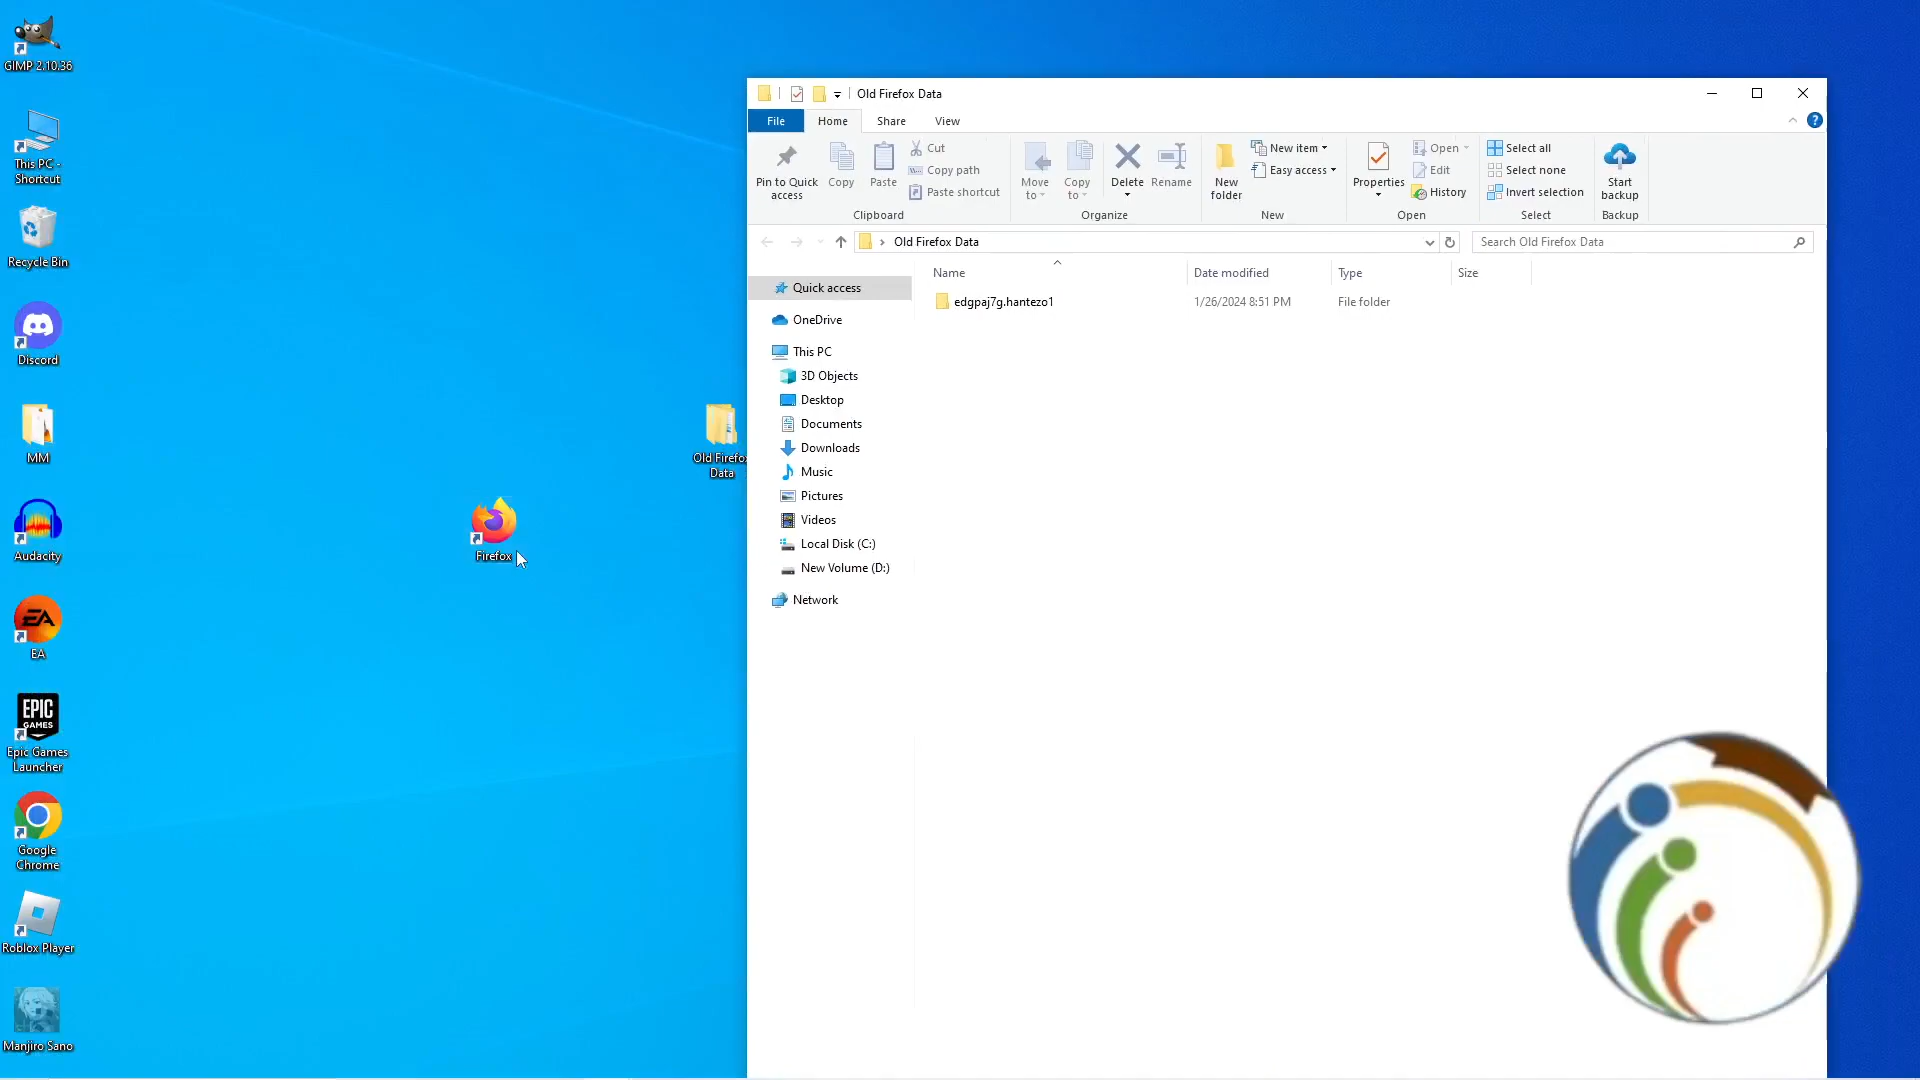 GIMP 2.10.36
This PC -
Shortcut
Recycle Bin
Discord
MM
Audacity
EA
EA
EPIC
GAMES
Epic Games
Launcher
Google
Chrome
Roblox Player
Manjiro Sano
Firefox
Old Firefox
Data
Old Firefox Data
File Home Share View
Pin to Quick
access
Copy
Paste
Cut
Copy path
Paste shortcut
Clipboard
Move
to
Copy
to
Delete
Rename
Organize
New
folder
New item
Easy access
New
Properties
Open
Edit
History
Open
Select all
Select none
Invert selection
Select
Start
backup
Backup
Old Firefox Data
Search Old Firefox Data
Name Date modified Type Size
edgpaj7g.hantezo1 1/26/2024 8:51 PM File folder
Quick access
OneDrive
This PC
3D Objects
Desktop
Documents
Downloads
Music
Pictures
Videos
Local Disk (C:)
New Volume (D:)
Network